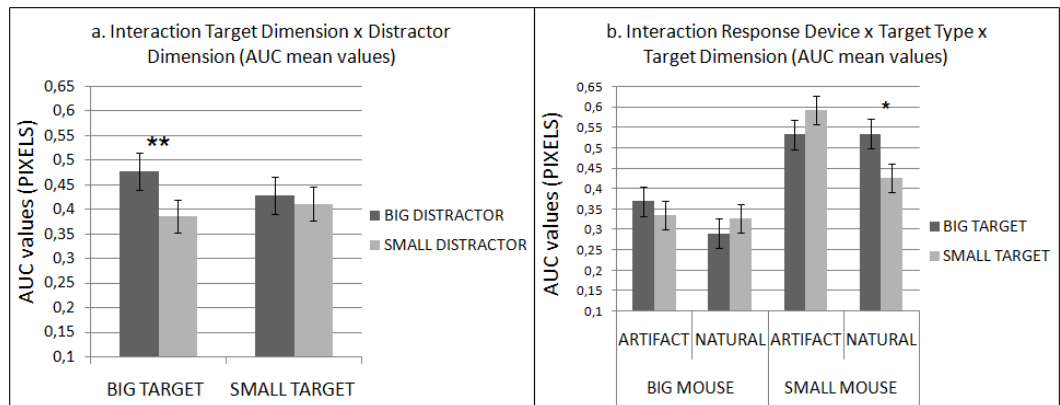 a. Interaction Target Dimension x Distractor
Dimension (AUC mean values)
AUC values (PIXELS)
0,65
0,6
0,55
0,5
0,45
0,4
0,35
0,3
0,25
0,2
0,15
0,1
**
BIG DISTRACTOR
SMALL DISTRACTOR
BIG TARGET SMALL TARGET
b. Interaction Response Device x Target Type x
Target Dimension (AUC mean values)
AUC values (PIXELS)
0,65
0,6
0,55
0,5
0,45
0,4
0,35
0,3
0,25
0,2
0,15
0,1
*
BIG TARGET
SMALL TARGET
ARTIFACT NATURAL ARTIFACT NATURAL
BIG MOUSE SMALL MOUSE